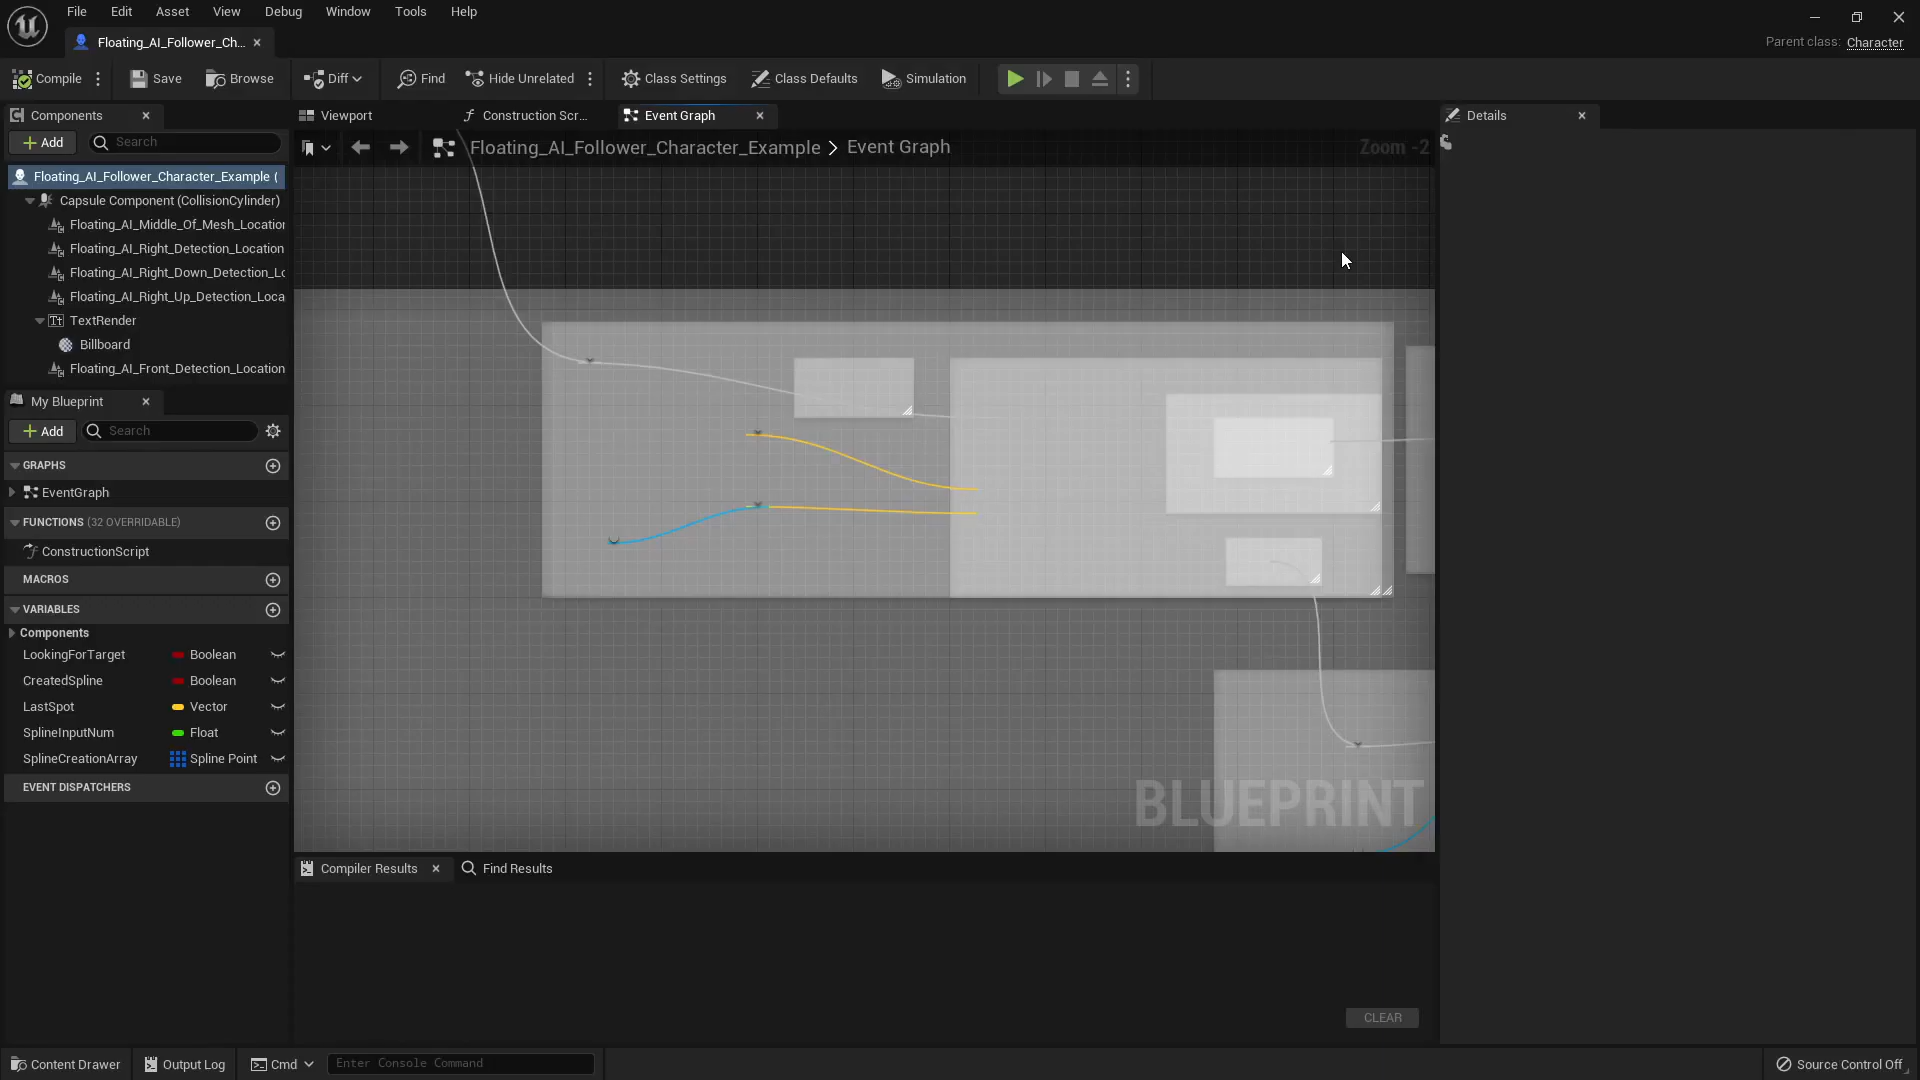 File Edit Asset View Debug Window Tools Help
Floating_AI_Follower_Ch...
Parent class: Character
Compile Save Browse Diff Find Hide Unrelated Class Settings Class Defaults Simulation
Components Viewport Construction Scr... Event Graph Details
Add Search
Floating_AI_Follower_Character_Example > Event Graph
Zoom -2
Floating_AI_Follower_Character_Example (
Capsule Component (CollisionCylinder)
Floating_AI_Middle_Of_Mesh_Location
Floating_AI_Right_Detection_Location
Floating_AI_Right_Down_Detection_Lo
Floating_AI_Right_Up_Detection_Loca
TextRender
Billboard
Floating_AI_Front_Detection_Location
My Blueprint
Add Search
GRAPHS
EventGraph
FUNCTIONS (32 OVERRIDABLE)
ConstructionScript
MACROS
VARIABLES
Components
LookingForTarget Boolean
CreatedSpline Boolean
LastSpot Vector
SplineInputNum Float
SplineCreationArray Spline Point
EVENT DISPATCHERS
BLUEPRINT
Compiler Results Find Results
CLEAR
Content Drawer Output Log Cmd Enter Console Command Source Control Off